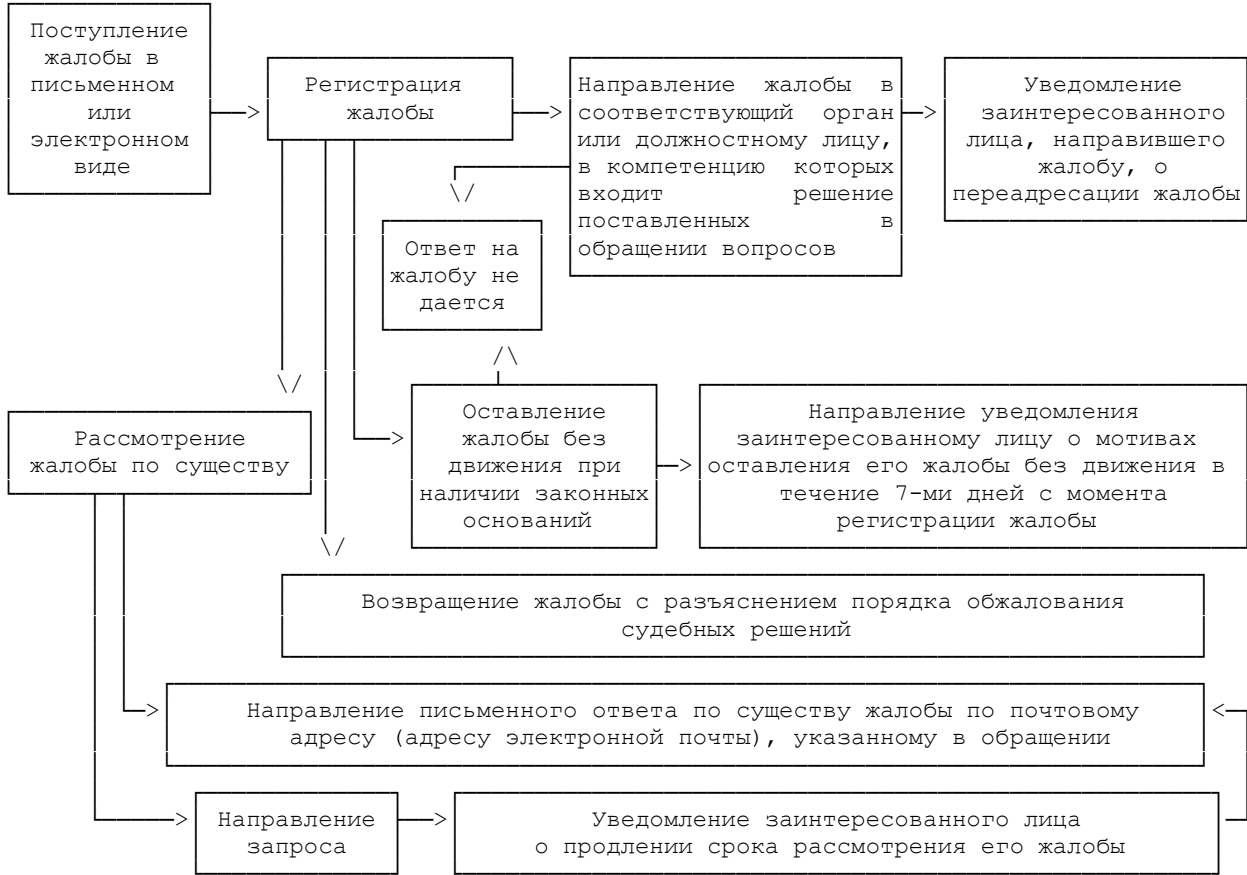 Поступление
жалобы в
письменном
или
электронном
виде
Регистрация
жалобы
Направление жалобы в
соответствующий орган
или должностному лицу,
в компетенцию которых
входит решение
поставленных в
обращении вопросов
Уведомление
заинтересованного
лица, направившего
жалобу, о
переадресации жалобы
Ответ на
жалобу не
дается
Рассмотрение
жалобы по существу
Оставление
жалобы без
движения при
наличии законных
оснований
Направление уведомления
заинтересованному лицу о мотивах
оставления его жалобы без движения в
течение 7-ми дней с момента
регистрации жалобы
Возвращение жалобы с разъяснением порядка обжалования
судебных решений
Направление письменного ответа по существу жалобы по почтовому
адресу (адресу электронной почты), указанному в обращении
Направление
запроса
Уведомление заинтересованного лица
о продлении срока рассмотрения его жалобы